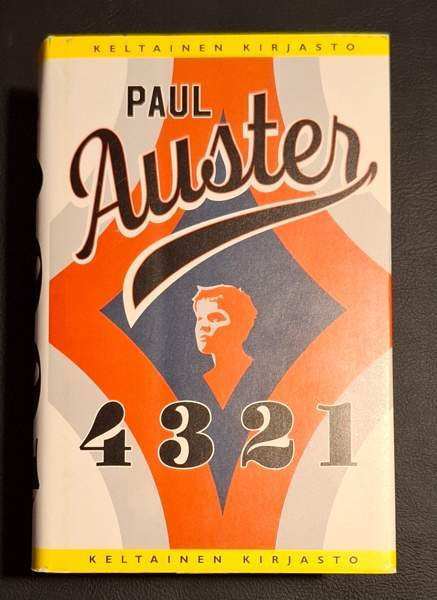 KELTAINEN KIRJASTO
PAUL
Auster
4 3 2 1
KELTAINEN KIRJASTO